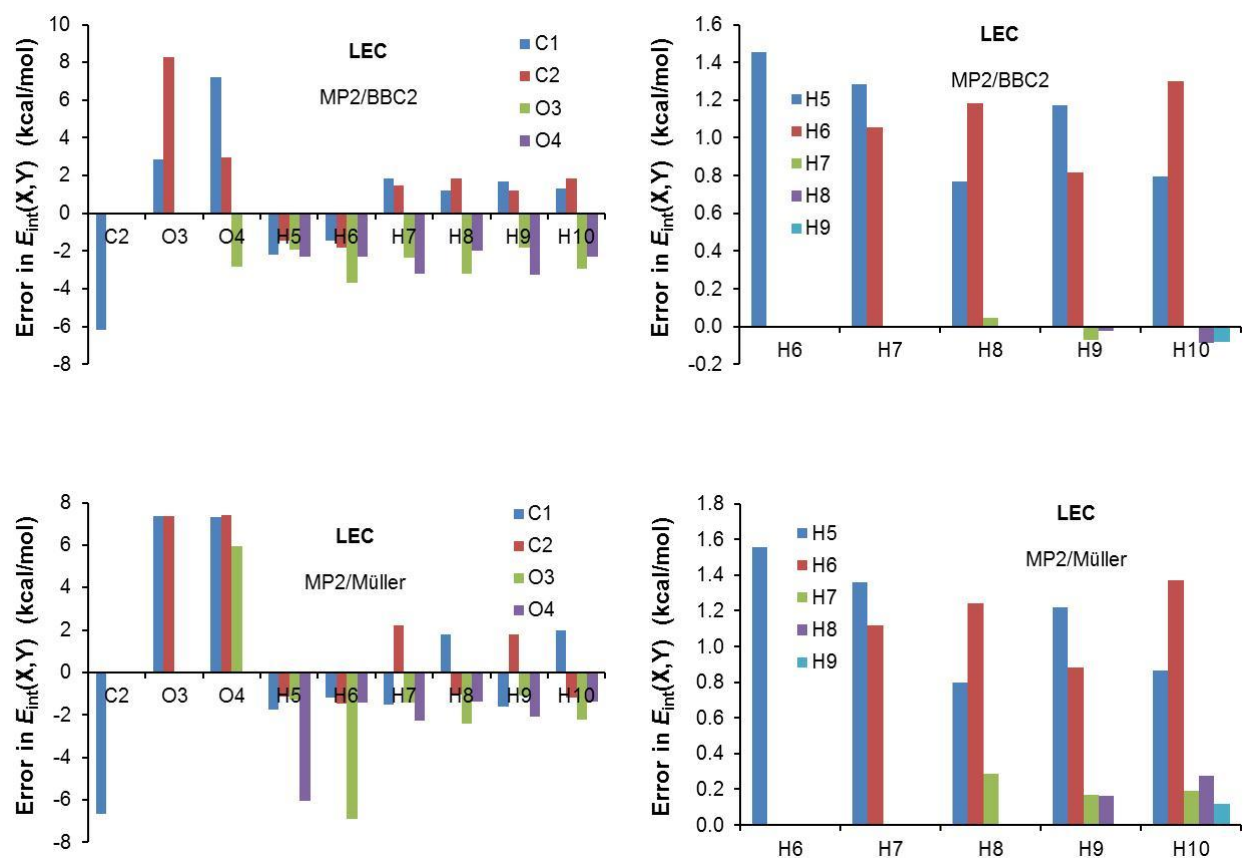 Error in Eint(X,Y) (kcal/mol)
10
8
6
4
2
0
-2
-4
-6
-8
LEC
MP2/BBC2
C1
C2
O3
O4
C2 O3 O4 H5 H6 H7 H8 H9 H10
Error in Eint(X,Y) (kcal/mol)
1.6
1.4
1.2
1.0
0.8
0.6
0.4
0.2
0.0
-0.2
LEC
MP2/BBC2
H5
H6
H7
H8
H9
H6 H7 H8 H9 H10
Error in Eint(X,Y) (kcal/mol)
8
6
4
2
0
-2
-4
-6
-8
LEC
MP2/Müller
C1
C2
O3
O4
C2 O3 O4 H5 H6 H7 H8 H9 H10
Error in Eint(X,Y) (kcal/mol)
1.8
1.6
1.4
1.2
1.0
0.8
0.6
0.4
0.2
0.0
LEC
MP2/Müller
H5
H6
H7
H8
H9
H6 H7 H8 H9 H10